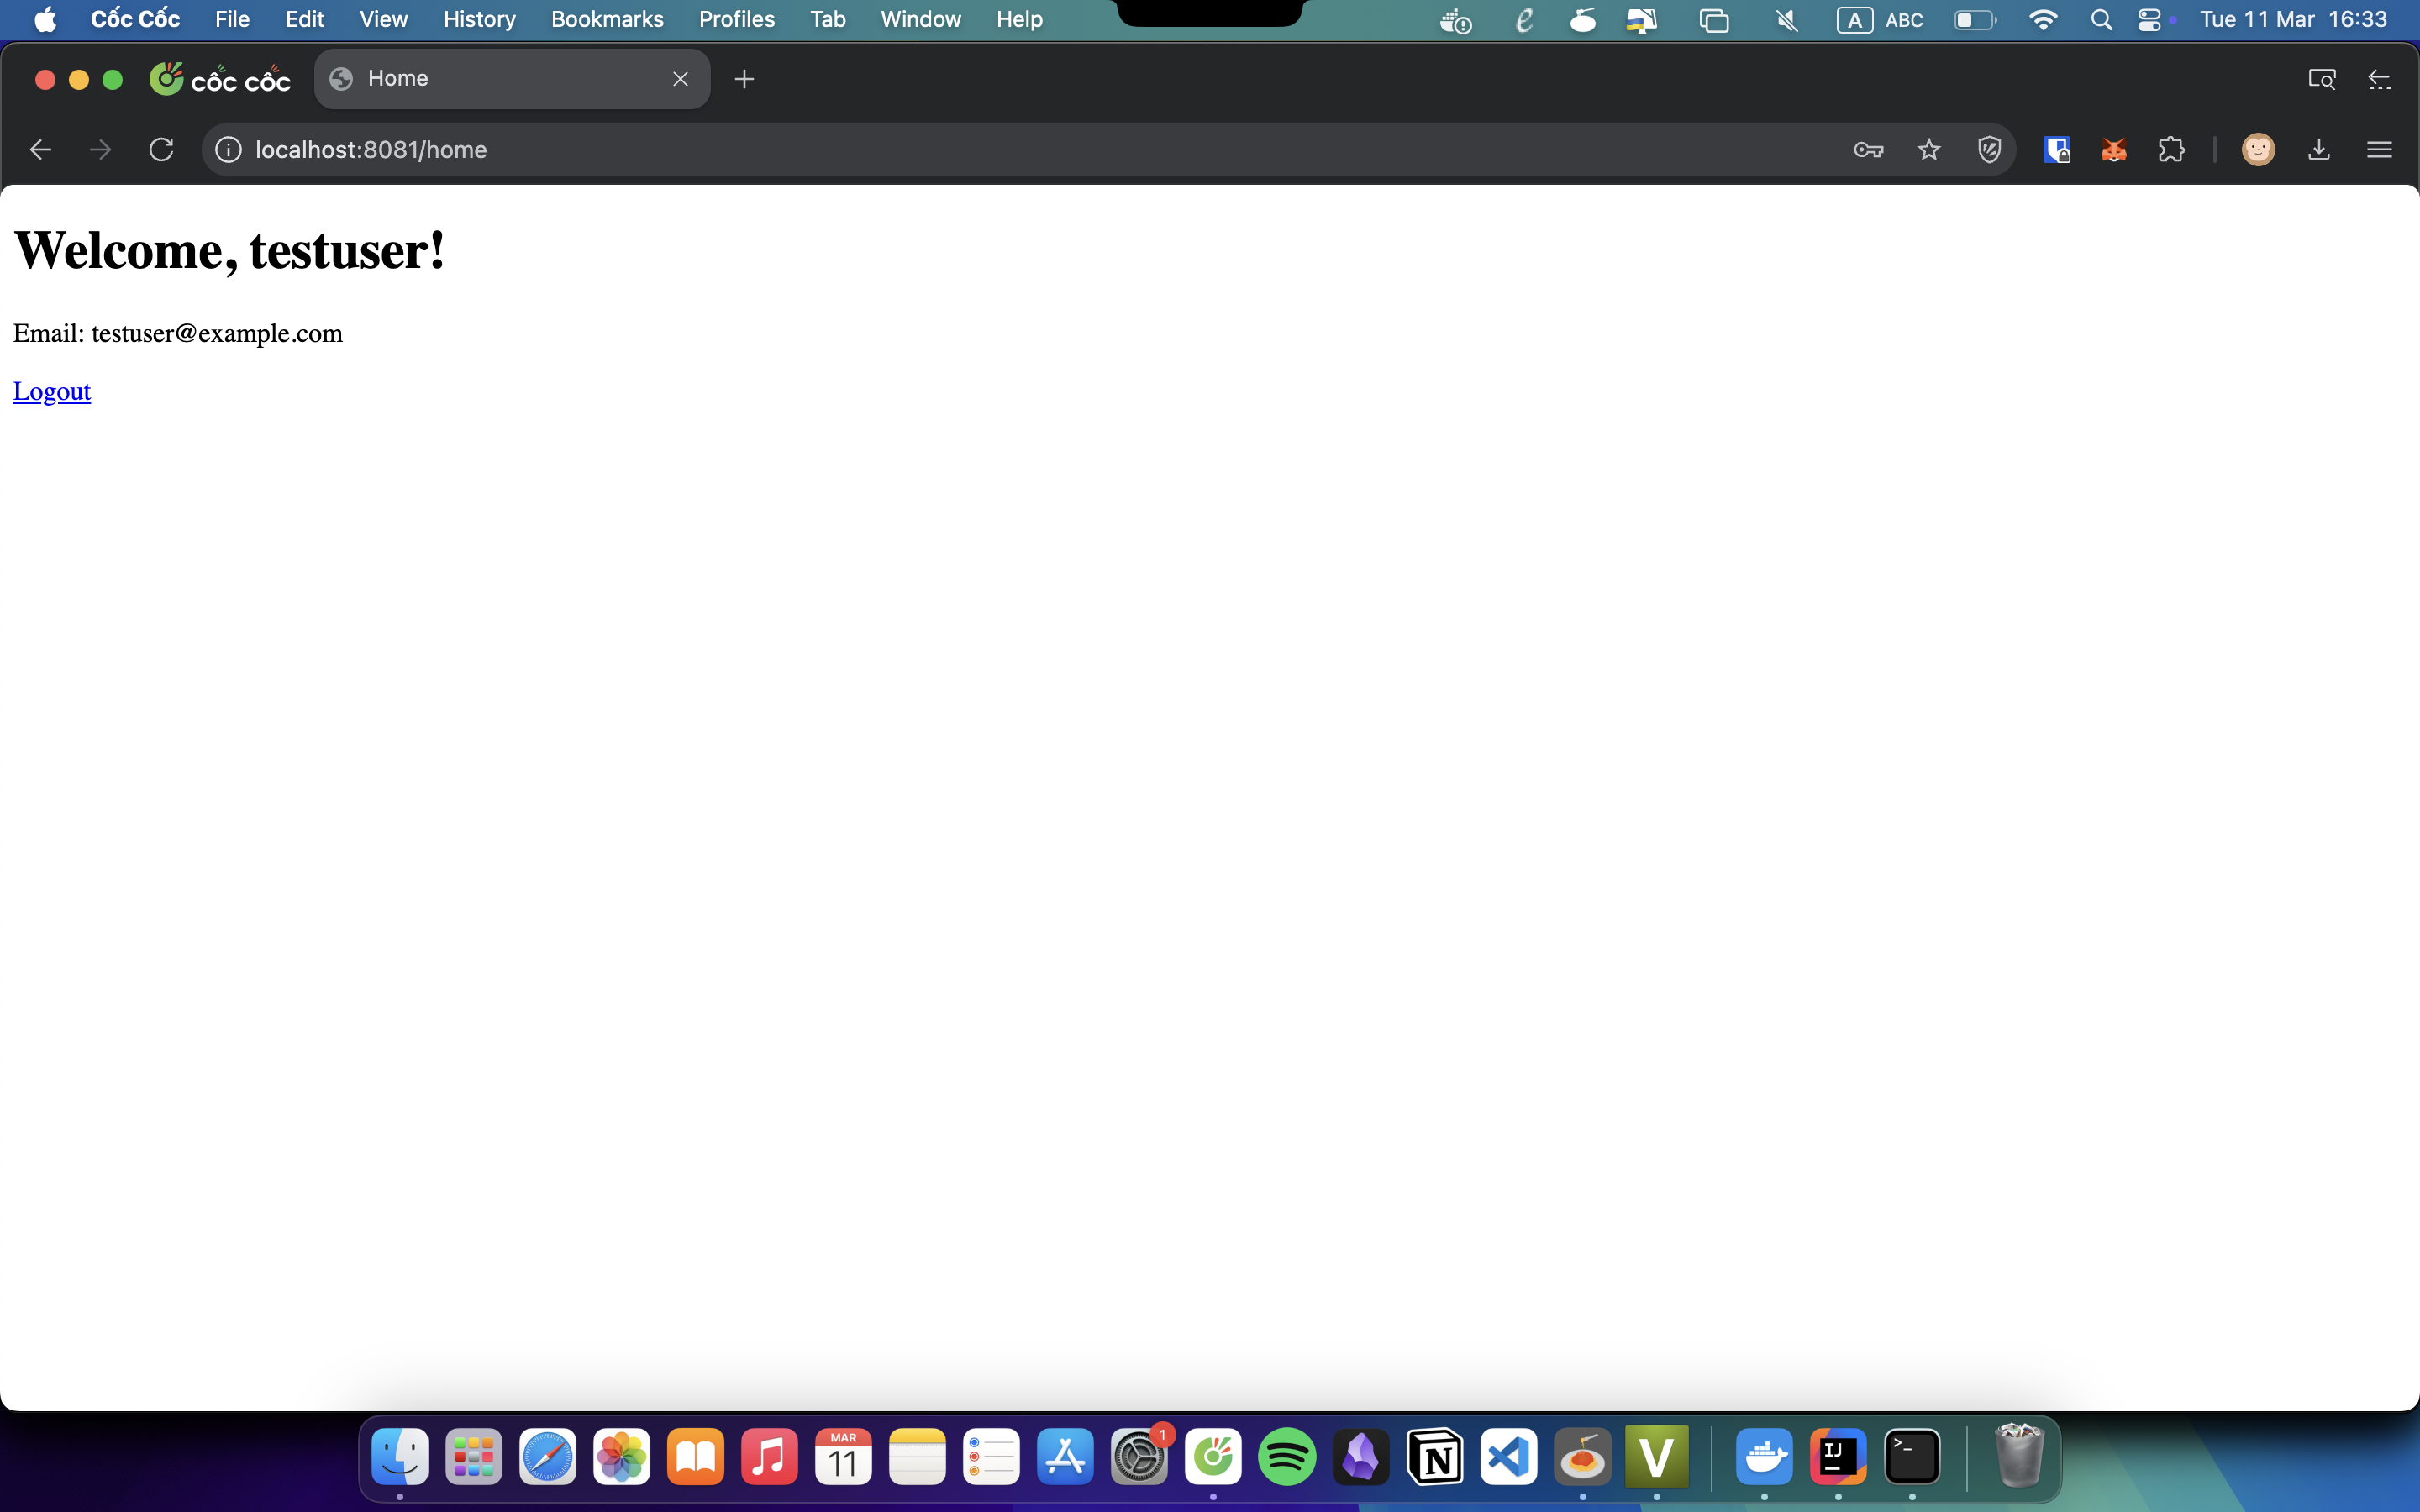 Cốc Cốc File Edit View History Bookmarks Profiles Tab Window Help A ABC Tue 11 Mar 16:33
cốc cốc Home
localhost:8081/home
Welcome, testuser!
Email: testuser@example.com
Logout
MAR
11
1
N
V
IJ
>_